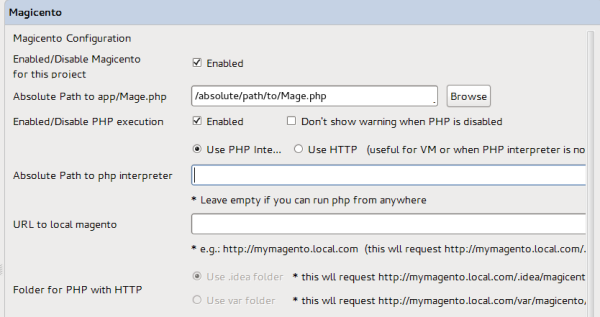 Magicento
Magicento Configuration
Enabled/Disable Magicento
for this project
Enabled
Absolute Path to app/Mage.php
/absolute/path/to/Mage.php
Browse
Enabled/Disable PHP execution
Enabled
Don't show warning when PHP is disabled
Use PHP Inte...
Use HTTP
(useful for VM or when PHP interpreter is no
Absolute Path to php interpreter
* Leave empty if you can run php from anywhere
URL to local magento
* e.g.: http://mymagento.local.com (this wll request http://mymagento.local.com/.
Folder for PHP with HTTP
Use .idea folder
* this wll request http://mymagento.local.com/.idea/magicent
Use var folder
* this wll request http://mymagento.local.com/var/magicento/